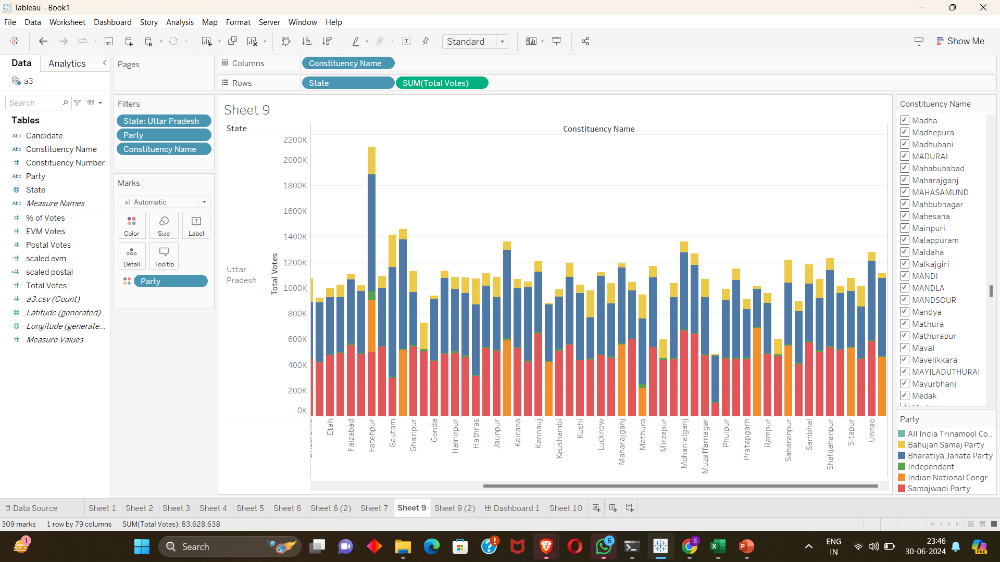 Tableau - Book1
File Data Worksheet Dashboard Story Analysis Map Format Server Window Help
Standard
Show Me
Data Analytics
a3
Search
Tables
Abc Candidate
Abc Constituency Name
# Constituency Number
Abc Party
State
Abc Measure Names
# % of Votes
# EVM Votes
# Postal Votes
=# scaled evm
=# scaled postal
# Total Votes
# a3.csv (Count)
Latitude (generated)
Longitude (generate...
# Measure Values
Pages
Filters
State: Uttar Pradesh
Party
Constituency Name
Marks
Automatic
Color Size Label
Detail Tooltip
Party
Columns Constituency Name
Rows State SUM(Total Votes)
Sheet 9
State Constituency Name
Uttar
Pradesh
Total Votes
2200K
2000K
1800K
1600K
1400K
1200K
1000K
800K
600K
400K
200K
0K
Etah
Faizabad
Fatehpur
Gautam
Ghazipur
Gonda
Hamirpur
Hathras
Jaunpur
Kairana
Kannauj
Kaushambi
Kushi
Lucknow
Maharajganj
Mathura
Mirzapur
Mohanlalganj
Muzaffarnagar
Phulpur
Pratapgarh
Rampur
Saharanpur
Sambhal
Shahjahanpur
Sitapur
Unnao
Constituency Name
Madha
Madhepura
Madhubani
MADURAI
Mahabubabad
Maharajganj
MAHASAMUND
Mahbubnagar
Mahesana
Mainpuri
Malappuram
Maldaha
Malkajgiri
MANDI
MANDLA
MANDSOUR
Mandya
Mathura
Mathurapur
Maval
Mavelikkara
MAYILADUTHURAI
Mayurbhanj
Medak
Party
All India Trinamool Co..
Bahujan Samaj Party
Bharatiya Janata Party
Independent
Indian National Congr..
Samajwadi Party
Data Source Sheet 1 Sheet 2 Sheet 3 Sheet 4 Sheet 5 Sheet 6 Sheet 6 (2) Sheet 7 Sheet 9 Sheet 9 (2) Dashboard 1 Sheet 10
309 marks 1 row by 79 columns SUM(Total Votes): 83,628,638
1
Search
6
S
PRE
ENG
IN
23:46
30-06-2024